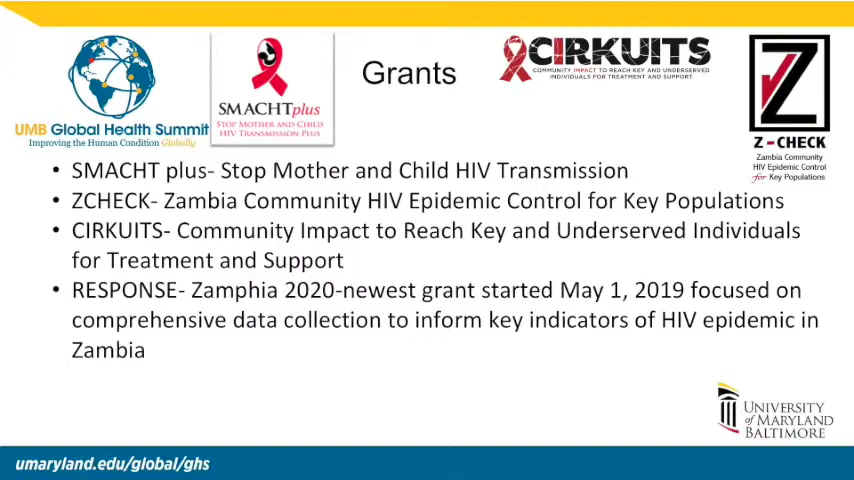 Grants
UMB Global Health Summit
Improving the Human Condition Globally
SMACHTplus
STOP MOTHER AND CHILD
HIV TRANSMISSION PLUS
CIRKUITS
COMMUNITY IMPACT TO REACH KEY AND UNDERSERVED
INDIVIDUALS FOR TREATMENT AND SUPPORT
Z
Z-CHECK
Zambia Community
HIV Epidemic Control
for Key Populations
• SMACHT plus- Stop Mother and Child HIV Transmission
• ZCHECK- Zambia Community HIV Epidemic Control for Key Populations
• CIRKUITS- Community Impact to Reach Key and Underserved Individuals
for Treatment and Support
• RESPONSE- Zamphia 2020-newest grant started May 1, 2019 focused on
comprehensive data collection to inform key indicators of HIV epidemic in
Zambia
UNIVERSITY
of MARYLAND
BALTIMORE
umaryland.edu/global/ghs